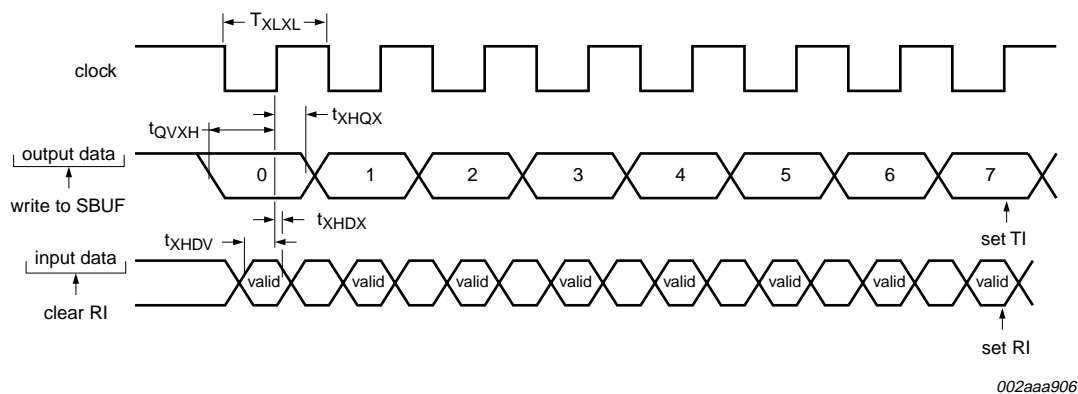 TXLXL
clock
tXHQX
tQVXH
output data
0 1 2 3 4 5 6 7
write to SBUF
tXHDX
set TI
tXHDV
input data
valid valid valid valid valid valid valid valid
clear RI
set RI
002aaa906